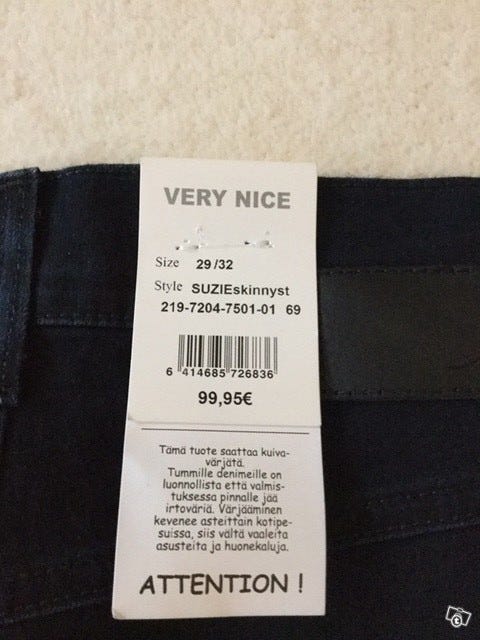 VERY NICE
Size 29/32
Style SUZIEskinnyst
219-7204-7501-01 69
6 414685 726836
99,95€
Tämä tuote saattaa kuiva-
värjätä.
Tummille denimeille on
luonnollista että valmis-
tuksessa pinnalle jää
irtoväriä. Värjääminen
kevenee asteittain kotipe-
suissa, siis vältä vaaleita
asusteita ja huonekaluja.
ATTENTION !